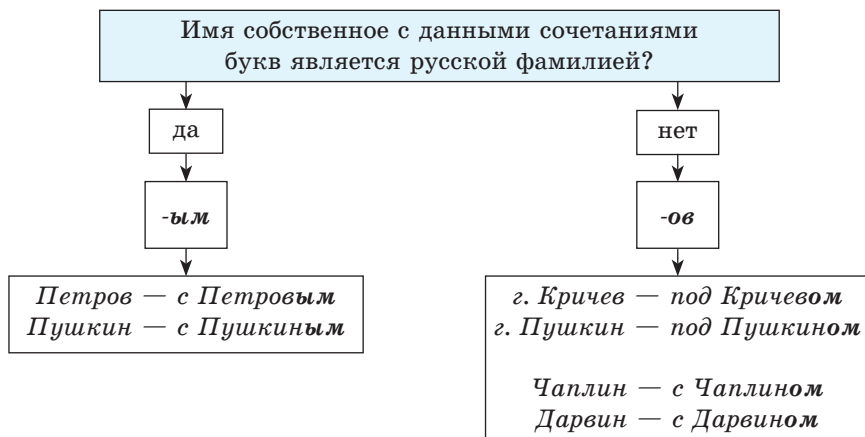 Имя собственное с данными сочетаниями
букв является русской фамилией?
да
нет
-ым
-ов
Петров — с Петровым
Пушкин — с Пушкиным
г. Кричев — под Кричевом
г. Пушкин — под Пушкином
Чаплин — с Чаплином
Дарвин — с Дарвином